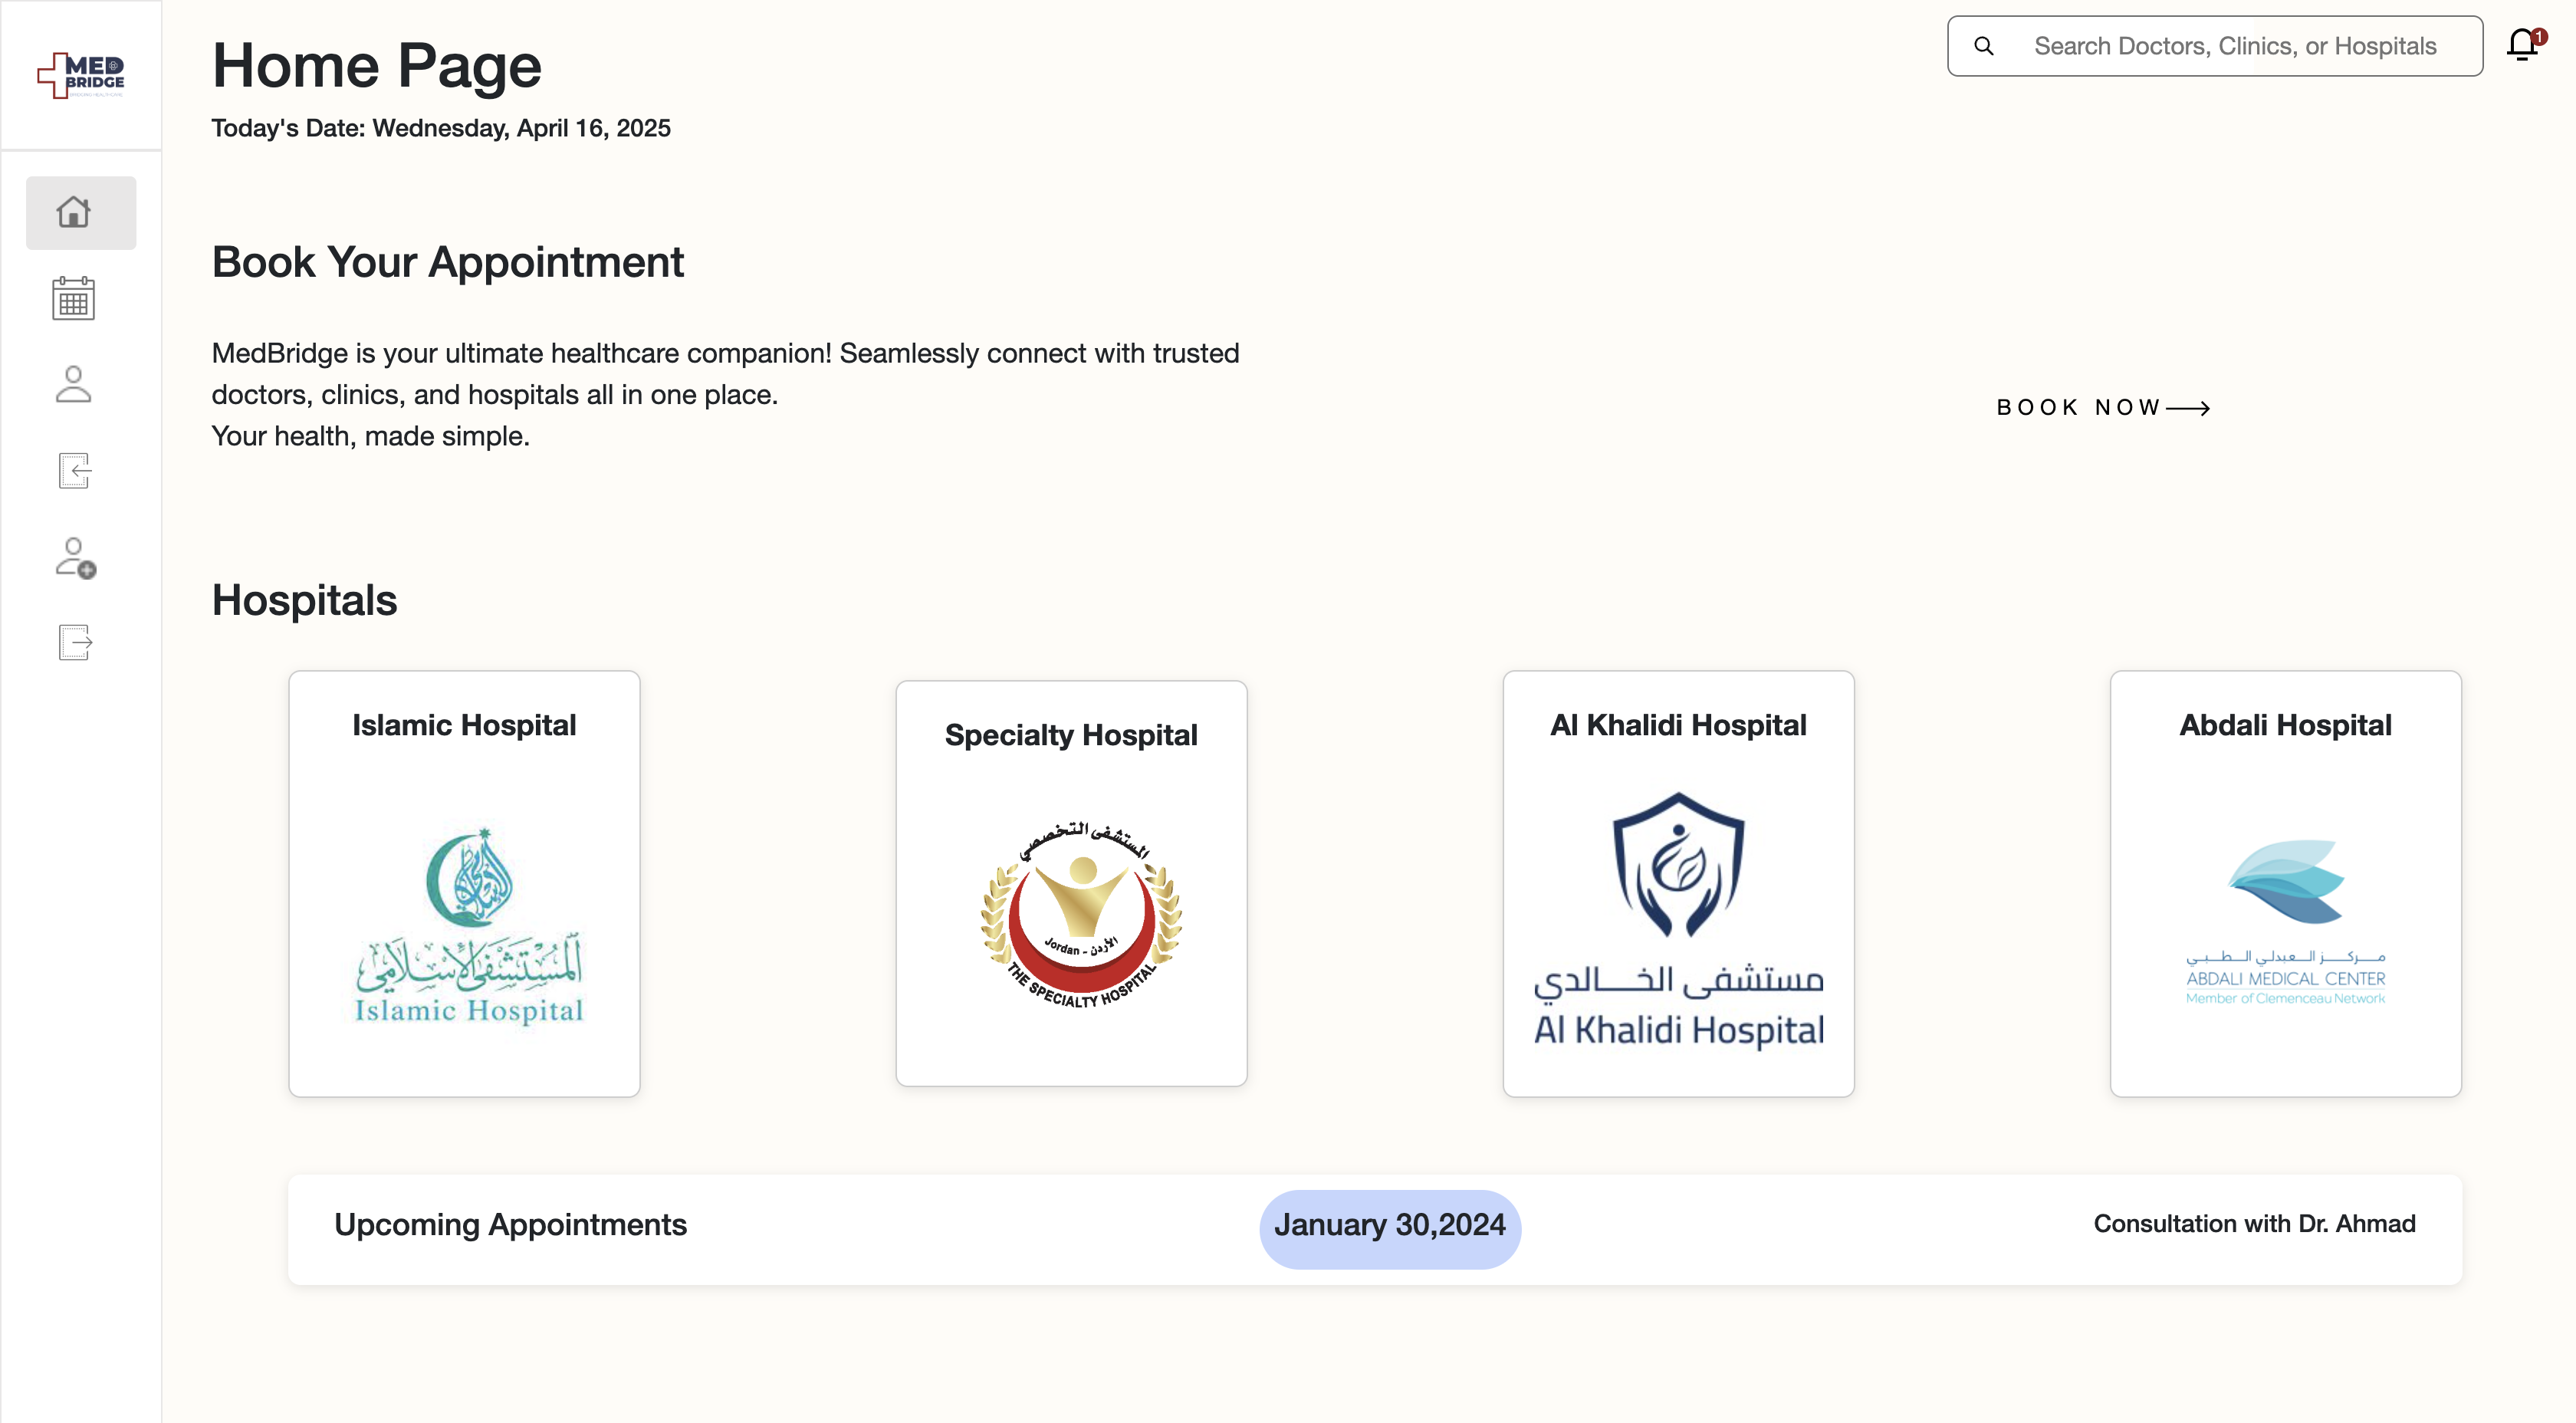 MED
BRIDGE
Home Page
Search Doctors, Clinics, or Hospitals
1
Today's Date: Wednesday, April 16, 2025
Book Your Appointment
MedBridge is your ultimate healthcare companion! Seamlessly connect with trusted
doctors, clinics, and hospitals all in one place.
Your health, made simple.
BOOK NOW
Hospitals
Islamic Hospital
المستشفى الإسلامي
Islamic Hospital
Specialty Hospital
المستشفى التخصصي
Jordan - الأردن
THE SPECIALTY HOSPITAL
Al Khalidi Hospital
مستشفى الخالدي
Al Khalidi Hospital
Abdali Hospital
مركز العبدلي الطبي
ABDALI MEDICAL CENTER
Member of Clemenceau Network
Upcoming Appointments
January 30,2024
Consultation with Dr. Ahmad